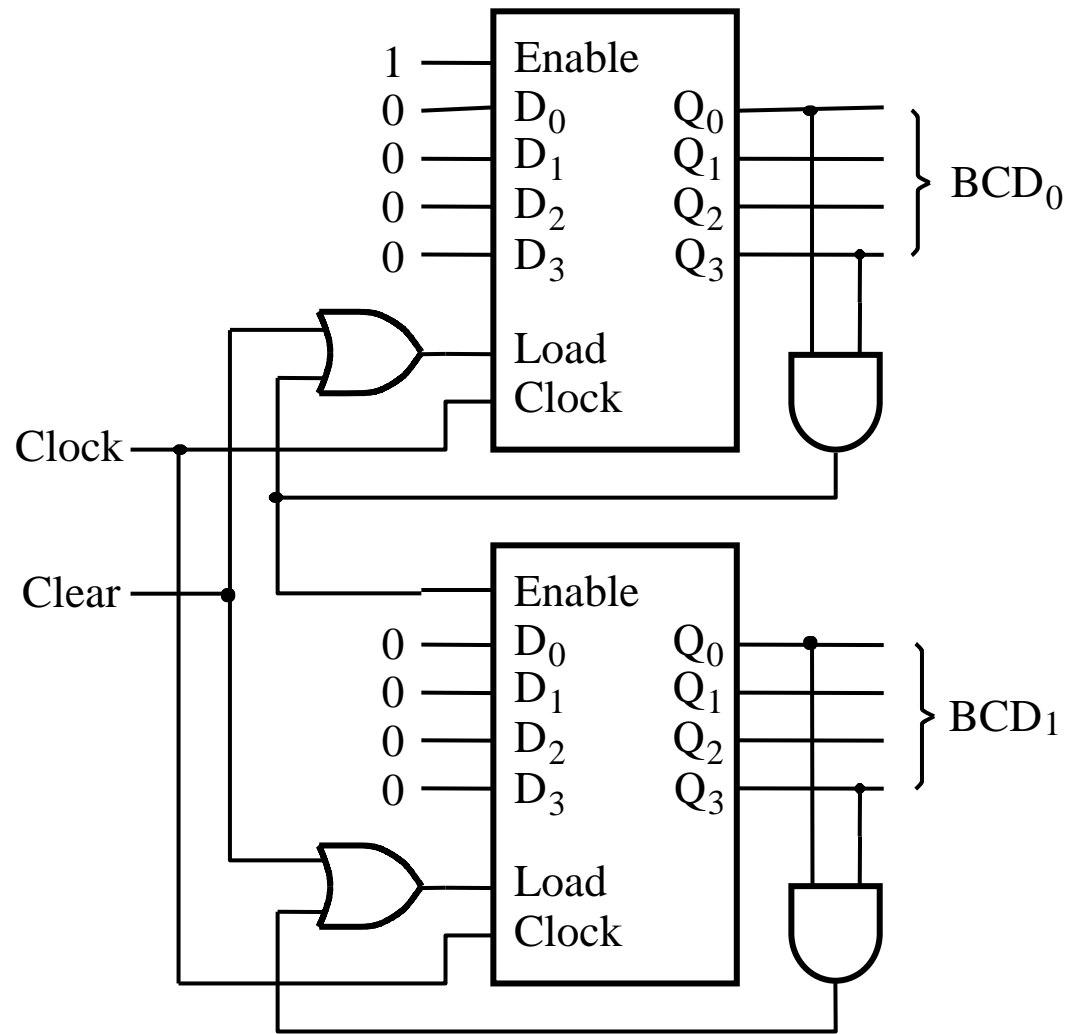 1 Enable
0 D0 Q0
0 D1 Q1
0 D2 Q2
0 D3 Q3
BCD0
Load
Clock
Clock
Clear
Enable
0 D0 Q0
0 D1 Q1
0 D2 Q2
0 D3 Q3
BCD1
Load
Clock